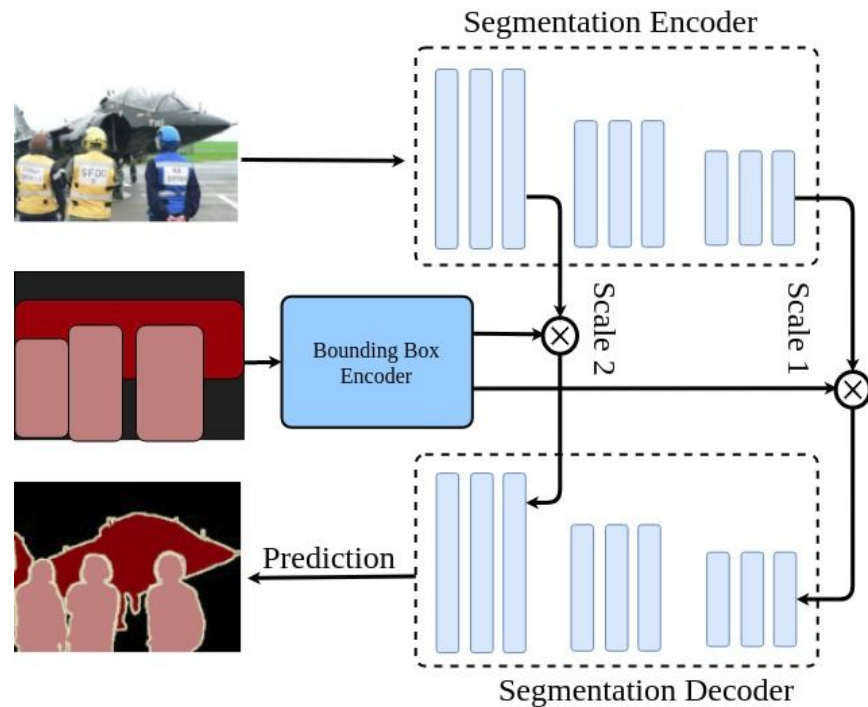 Segmentation Encoder
Scale 2
Scale 1
Bounding Box
Encoder
Prediction
Segmentation Decoder